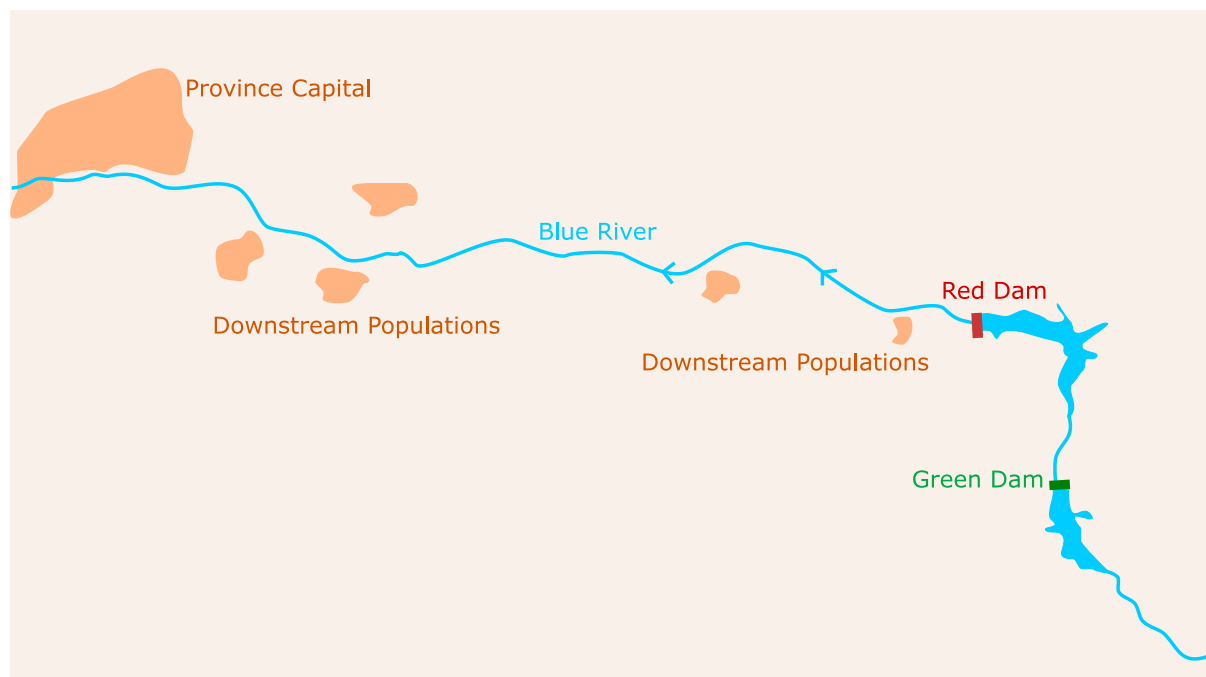 Province Capital
Blue River
Red Dam
Downstream Populations
Downstream Populations
Green Dam